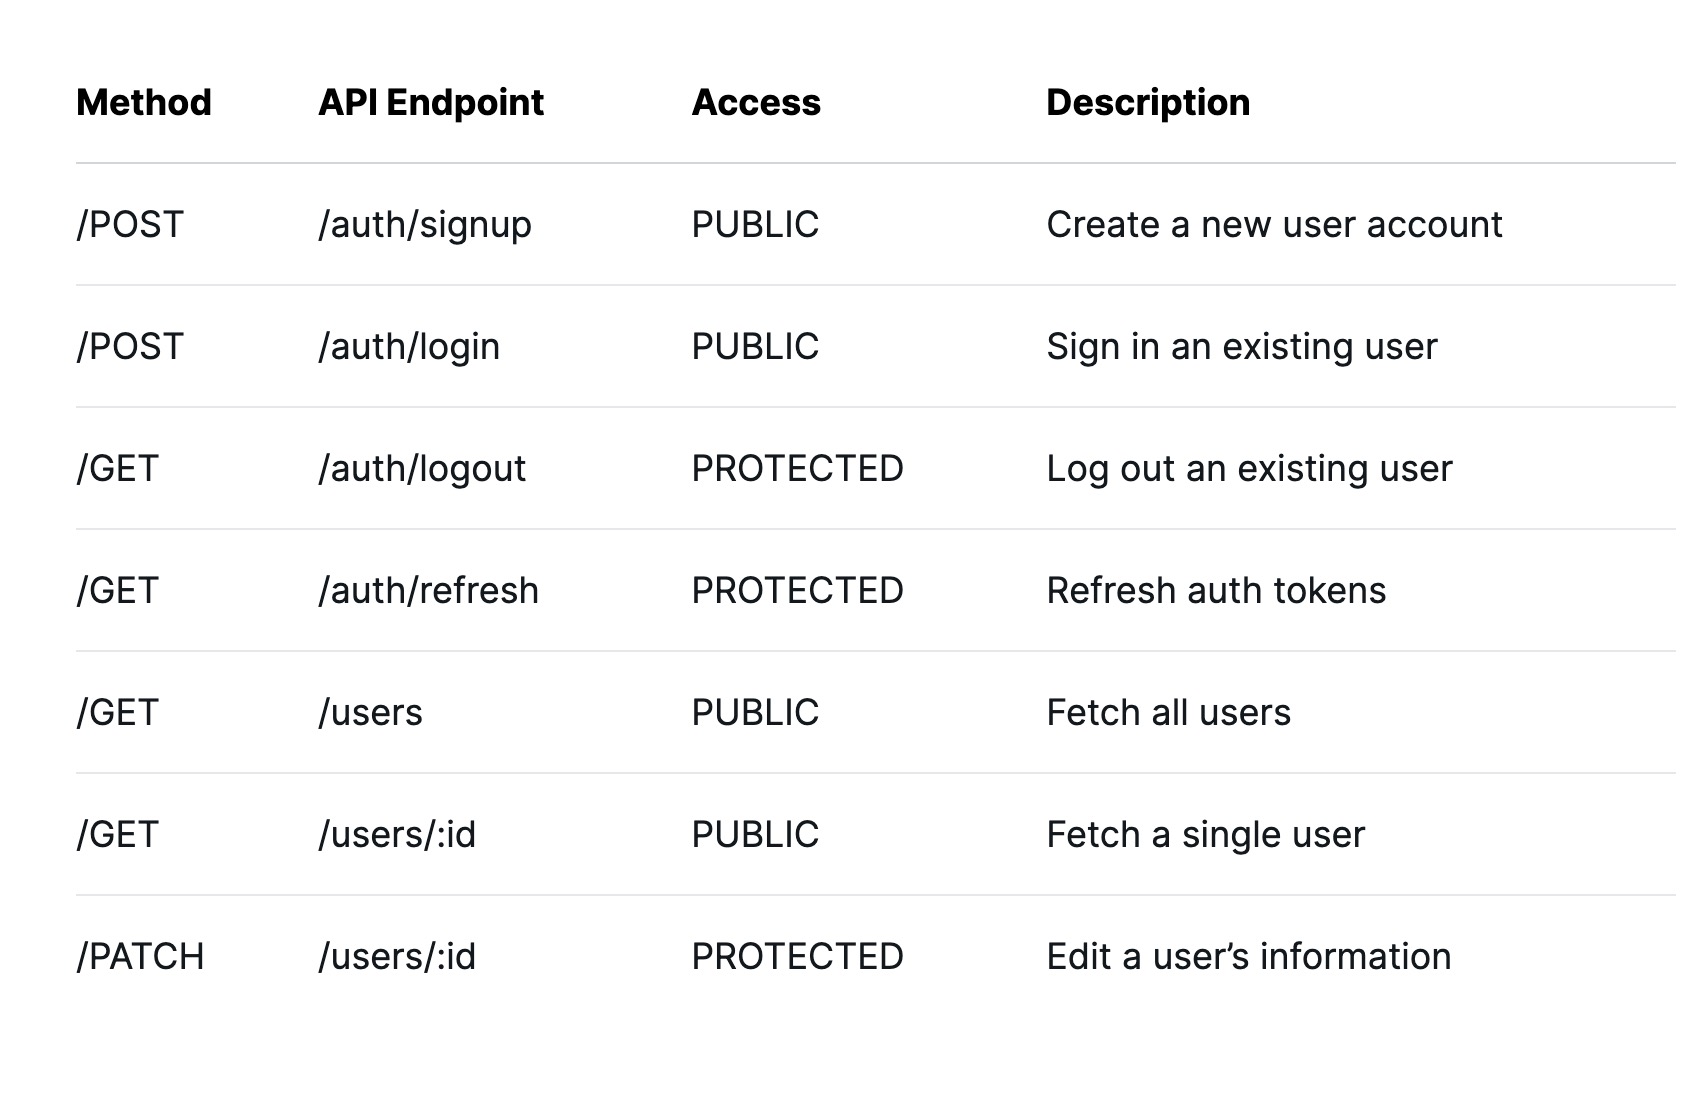 Method API Endpoint Access Description
/POST /auth/signup PUBLIC Create a new user account
/POST /auth/login PUBLIC Sign in an existing user
/GET /auth/logout PROTECTED Log out an existing user
/GET /auth/refresh PROTECTED Refresh auth tokens
/GET /users PUBLIC Fetch all users
/GET /users/:id PUBLIC Fetch a single user
/PATCH /users/:id PROTECTED Edit a user’s information